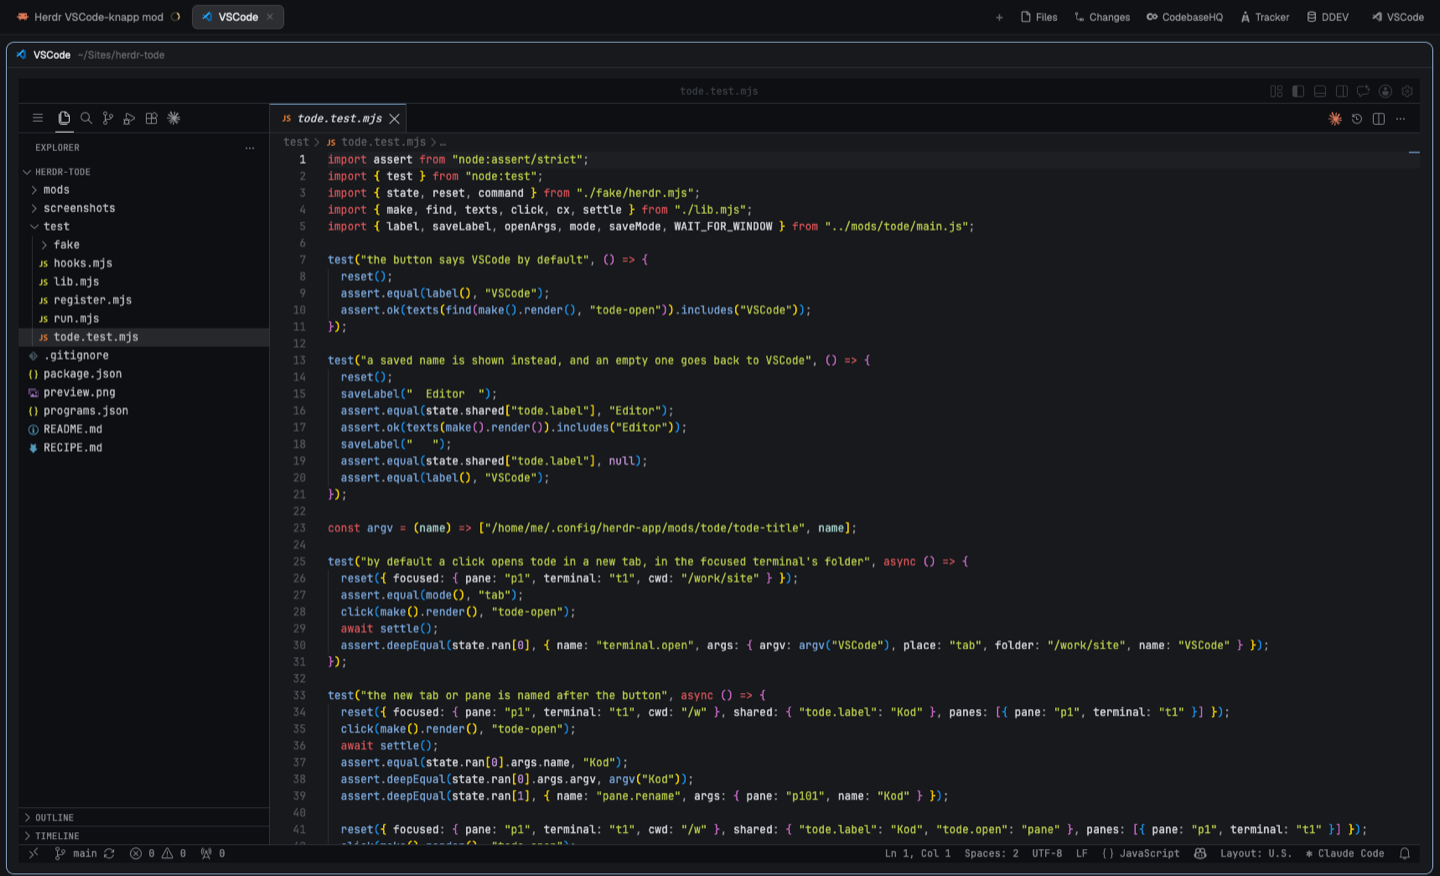 Herdr VSCode-knapp mod
VSCode
Files
Changes
CodebaseHQ
Tracker
DDEV
VSCode
VSCode ~/Sites/herdr-tode
tode.test.mjs
EXPLORER
HERDR-TODE
mods
screenshots
test
fake
JS hooks.mjs
JS lib.mjs
JS register.mjs
JS run.mjs
JS tode.test.mjs
.gitignore
{} package.json
preview.png
{} programs.json
README.md
RECIPE.md
OUTLINE
TIMELINE
JS tode.test.mjs
test > JS tode.test.mjs > …
1 import assert from "node:assert/strict";
2 import { test } from "node:test";
3 import { state, reset, command } from "./fake/herdr.mjs";
4 import { make, find, texts, click, cx, settle } from "./lib.mjs";
5 import { label, saveLabel, openArgs, mode, saveMode, WAIT_FOR_WINDOW } from "../mods/tode/main.js";
6
7 test("the button says VSCode by default", () => {
8 reset();
9 assert.equal(label(), "VSCode");
10 assert.ok(texts(find(make().render(), "tode-open")).includes("VSCode"));
11 });
12
13 test("a saved name is shown instead, and an empty one goes back to VSCode", () => {
14 reset();
15 saveLabel("  Editor  ");
16 assert.equal(state.shared["tode.label"], "Editor");
17 assert.ok(texts(make().render()).includes("Editor"));
18 saveLabel("   ");
19 assert.equal(state.shared["tode.label"], null);
20 assert.equal(label(), "VSCode");
21 });
22
23 const argv = (name) => ["/home/me/.config/herdr-app/mods/tode/tode-title", name];
24
25 test("by default a click opens tode in a new tab, in the focused terminal's folder", async () => {
26 reset({ focused: { pane: "p1", terminal: "t1", cwd: "/work/site" } });
27 assert.equal(mode(), "tab");
28 click(make().render(), "tode-open");
29 await settle();
30 assert.deepEqual(state.ran[0], { name: "terminal.open", args: { argv: argv("VSCode"), place: "tab", folder: "/work/site", name: "VSCode" } });
31 });
32
33 test("the new tab or pane is named after the button", async () => {
34 reset({ focused: { pane: "p1", terminal: "t1", cwd: "/w" }, shared: { "tode.label": "Kod" }, panes: [{ pane: "p1", terminal: "t1" }] });
35 click(make().render(), "tode-open");
36 await settle();
37 assert.equal(state.ran[0].args.name, "Kod");
38 assert.deepEqual(state.ran[0].args.argv, argv("Kod"));
39 assert.deepEqual(state.ran[1], { name: "pane.rename", args: { pane: "p101", name: "Kod" } });
40
41 reset({ focused: { pane: "p1", terminal: "t1", cwd: "/w" }, shared: { "tode.label": "Kod", "tode.open": "pane" }, panes: [{ pane: "p1", terminal: "t1" }] });
main 0 0 0
Ln 1, Col 1 Spaces: 2 UTF-8 LF {} JavaScript Layout: U.S. Claude Code